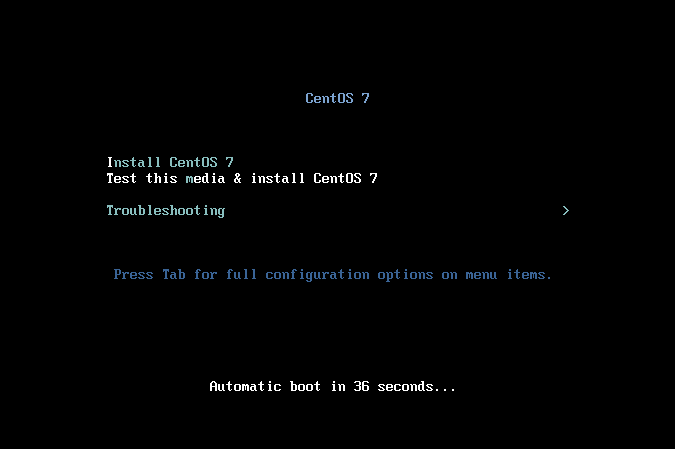 CentOS 7
Install CentOS 7
Test this media & install CentOS 7
Troubleshooting >
Press Tab for full configuration options on menu items.
Automatic boot in 36 seconds...